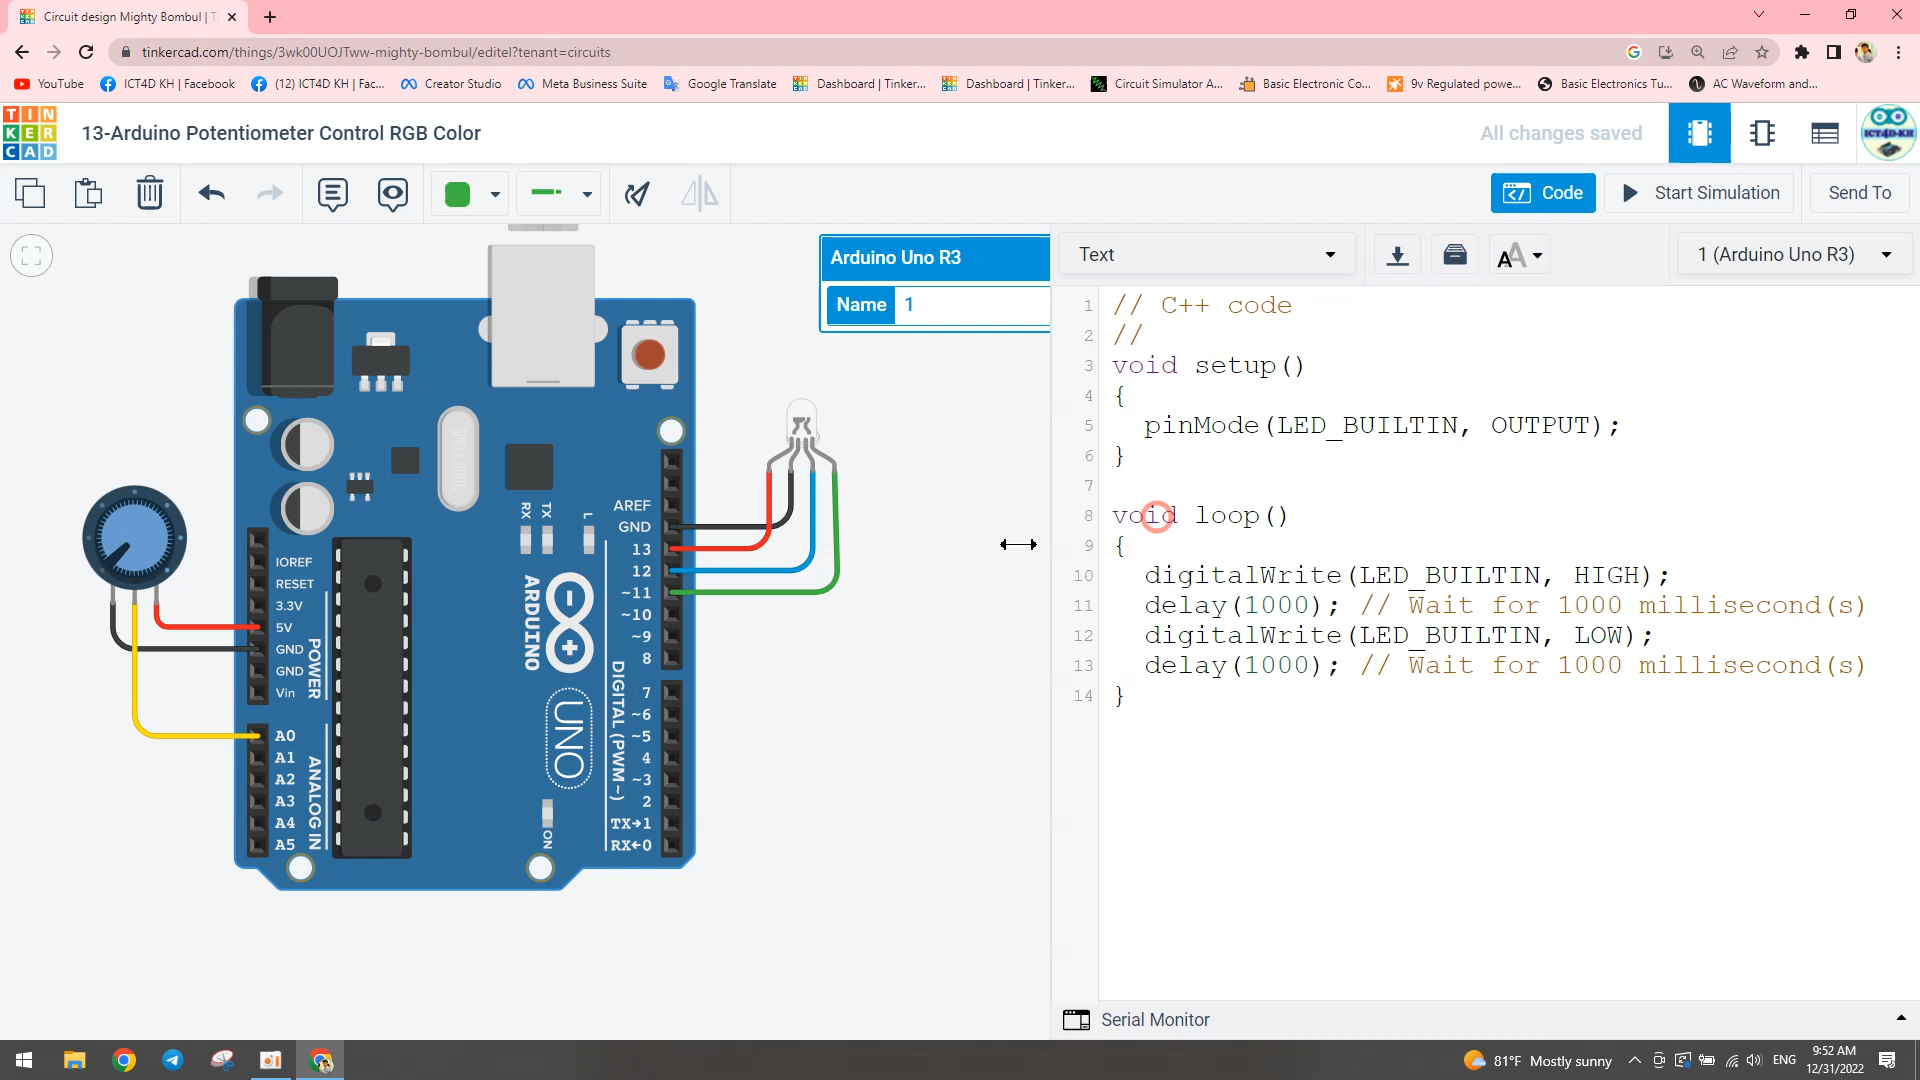 Circuit design Mighty Bombul | T
tinkercad.com/things/3wk00UOJTww-mighty-bombul/editel?tenant=circuits
YouTube
ICT4D KH | Facebook
(12) ICT4D KH | Fac...
Creator Studio
Meta Business Suite
Google Translate
Dashboard | Tinker...
Dashboard | Tinker...
Circuit Simulator A...
Basic Electronic Co...
9v Regulated powe...
Basic Electronics Tu...
AC Waveform and...
TIN
KER
CAD
13-Arduino Potentiometer Control RGB Color
All changes saved
ICT4D-KH
Code
Start Simulation
Send To
Arduino Uno R3
Name 1
Text
1 (Arduino Uno R3)
1 // C++ code
2 //
3 void setup()
4 {
5 pinMode(LED_BUILTIN, OUTPUT);
6 }
7
8 void loop()
9 {
10 digitalWrite(LED_BUILTIN, HIGH);
11 delay(1000); // Wait for 1000 millisecond(s)
12 digitalWrite(LED_BUILTIN, LOW);
13 delay(1000); // Wait for 1000 millisecond(s)
14 }
IOREF
RESET
3.3V
5V
GND
GND
Vin
POWER
A0
A1
A2
A3
A4
A5
ANALOG IN
RX
TX
L
ARDUINO
UNO
ON
AREF
GND
13
12
~11
~10
~9
8
7
~6
~5
4
~3
2
TX→1
RX←0
DIGITAL (PWM~)
Serial Monitor
81°F Mostly sunny
ENG
9:52 AM
12/31/2022